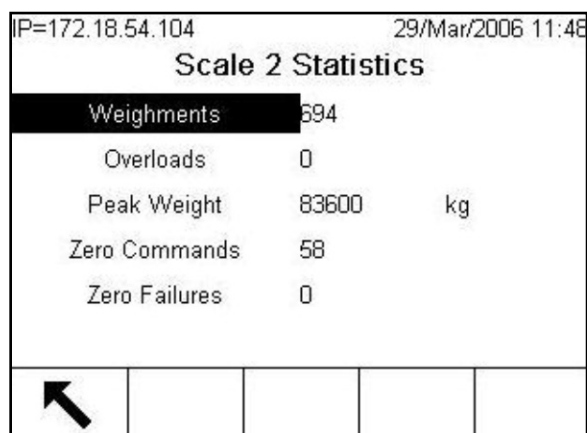 IP=172.18.54.104 29/Mar/2006 11:48
Scale 2 Statistics
Weighments 694
Overloads 0
Peak Weight 83600 kg
Zero Commands 58
Zero Failures 0